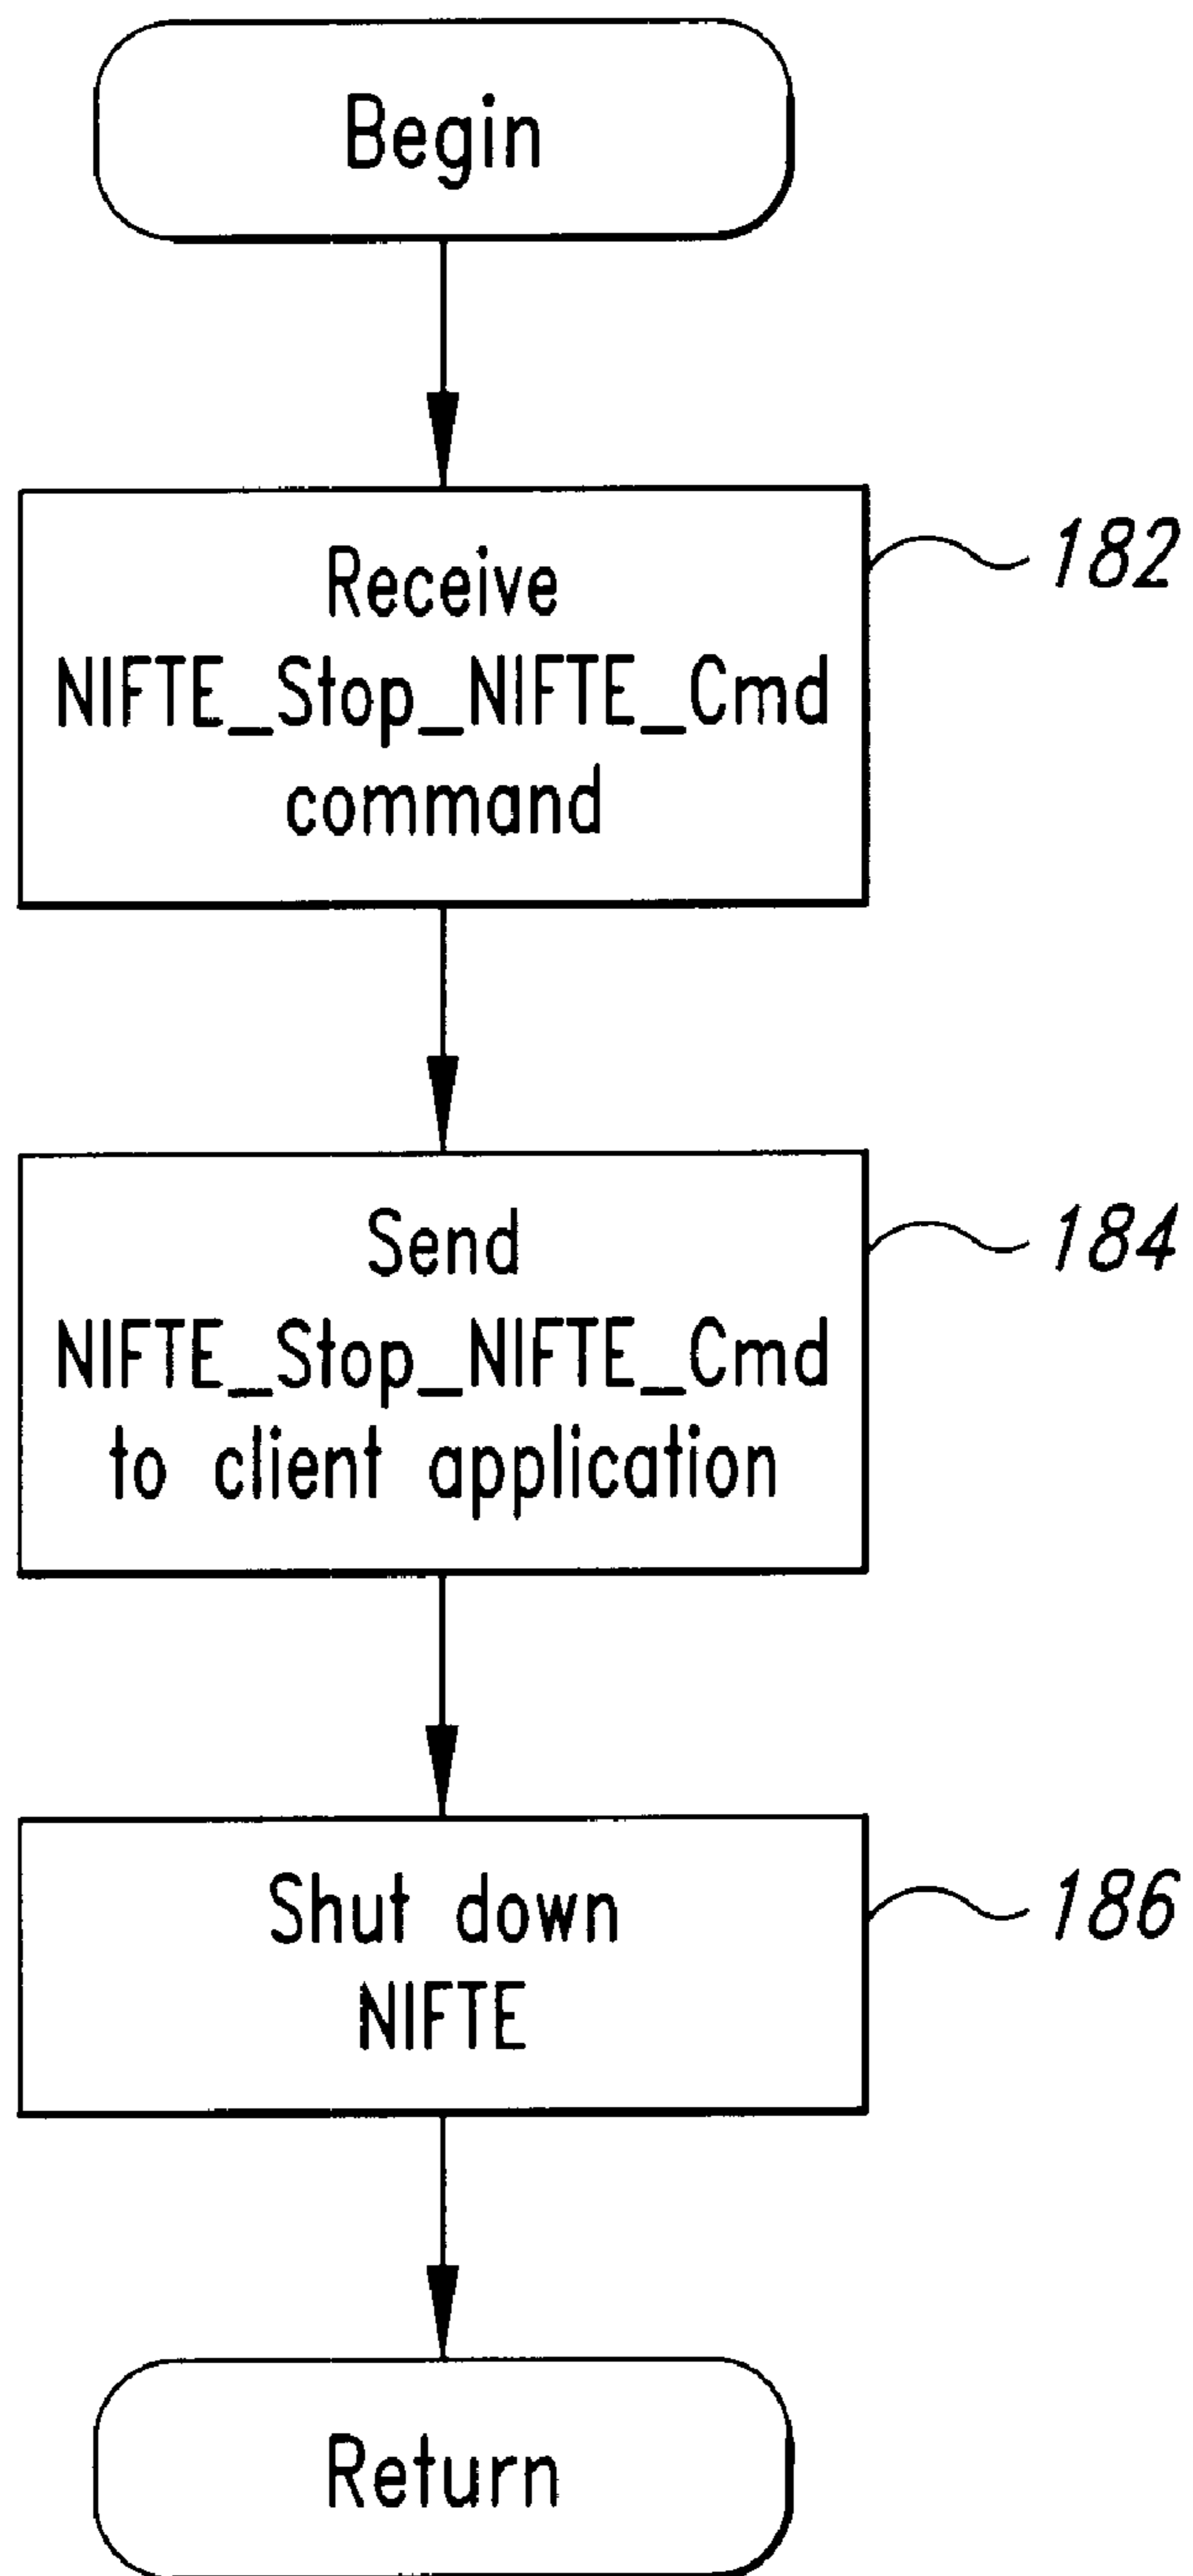 Begin
Receive
NIFTE_Stop_NIFTE_Cmd
command
182
Send
NIFTE_Stop_NIFTE_Cmd
to client application
184
Shut down
NIFTE
186
Return